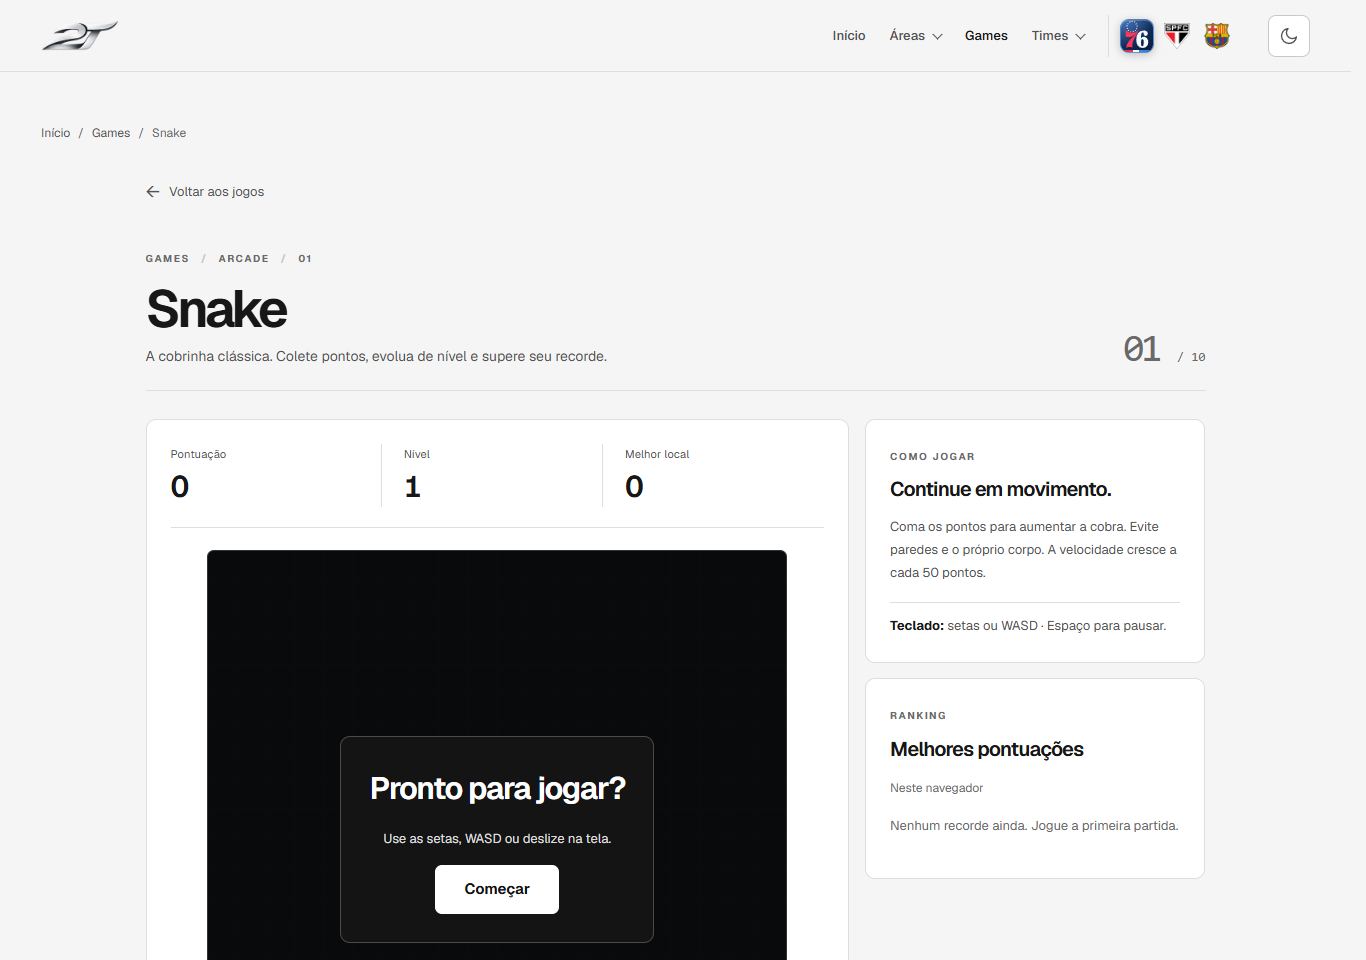 Início
Áreas
Games
Times
76
SPFC
Início / Games / Snake
Voltar aos jogos
GAMES / ARCADE / 01
Snake
A cobrinha clássica. Colete pontos, evolua de nível e supere seu recorde.
01 / 10
Pontuação
0
Nível
1
Melhor local
0
Pronto para jogar?
Use as setas, WASD ou deslize na tela.
Começar
COMO JOGAR
Continue em movimento.
Coma os pontos para aumentar a cobra. Evite
paredes e o próprio corpo. A velocidade cresce a
cada 50 pontos.
Teclado: setas ou WASD · Espaço para pausar.
RANKING
Melhores pontuações
Neste navegador
Nenhum recorde ainda. Jogue a primeira partida.